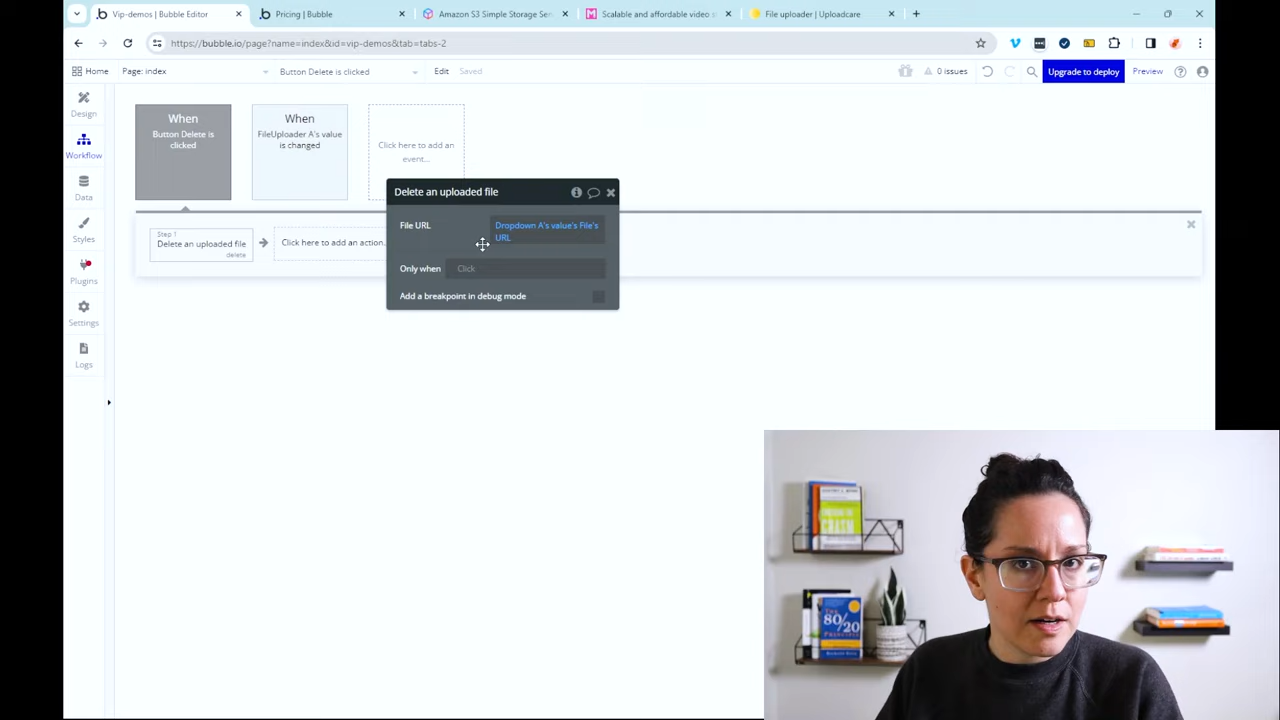 Vip-demos | Bubble Editor
Pricing | Bubble
Amazon S3 Simple Storage Ser
Scalable and affordable video s
File uploader | Uploadcare
https://bubble.io/page?name=index&id=vip-demos&tab=tabs-2
Home
Page: index
Button Delete is clicked
Edit
Saved
0 issues
Upgrade to deploy
Preview
Design
Workflow
Data
Styles
Plugins
Settings
Logs
When
Button Delete is
clicked
When
FileUploader A's value
is changed
Click here to add an
event...
Step 1
Delete an uploaded file
delete
Click here to add an action...
Delete an uploaded file
File URL
Dropdown A's value's File's
URL
Only when
Click
Add a breakpoint in debug mode
THE
80/20
PRINCIPLE